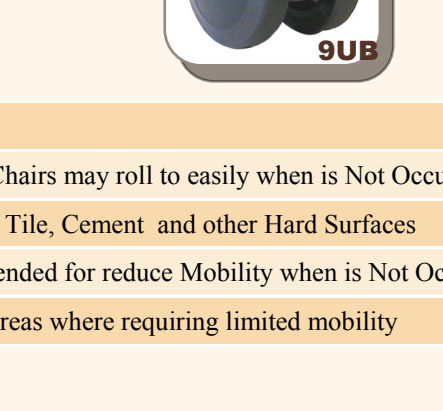 9UB
Chairs may roll to easily when is Not Occu
Tile, Cement and other Hard Surfaces
ended for reduce Mobility when is Not Oc
reas where requiring limited mobility